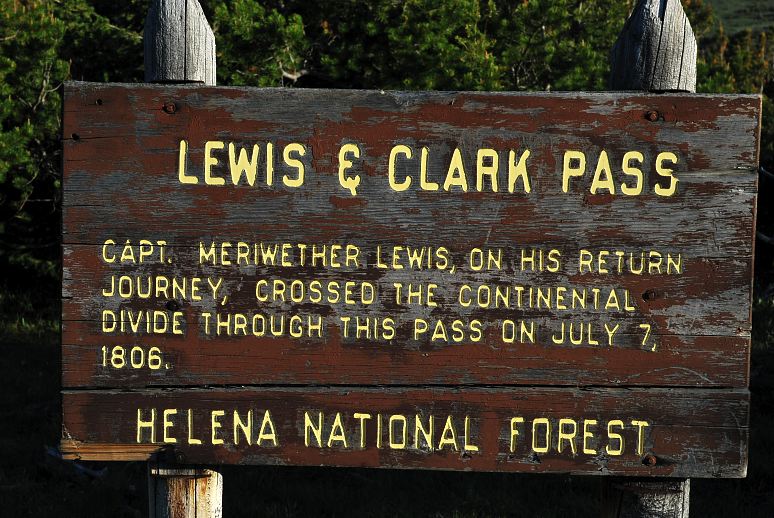 LEWIS & CLARK PASS
CAPT. MERIWETHER LEWIS, ON HIS RETURN
JOURNEY, CROSSED THE CONTINENTAL
DIVIDE THROUGH THIS PASS ON JULY 7,
1806.
HELENA NATIONAL FOREST